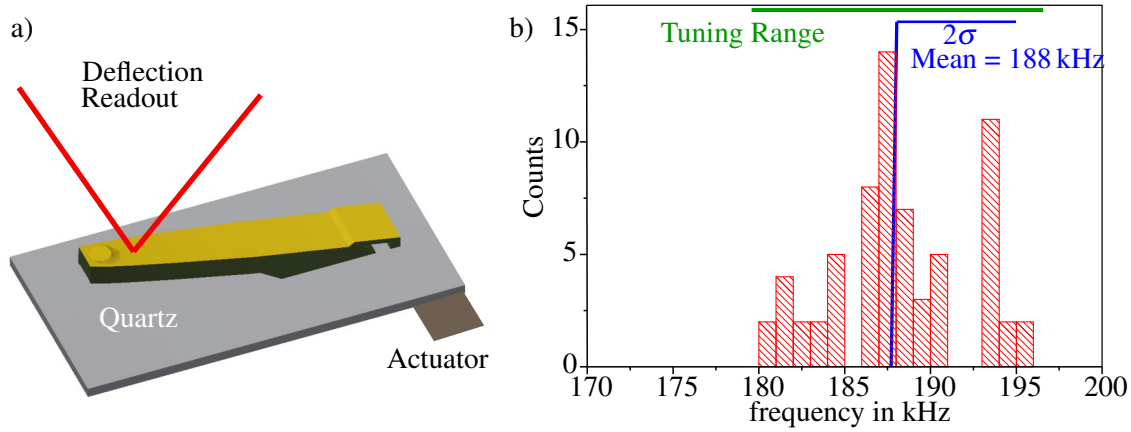 a)
Deflection
Readout
Quartz
Actuator
b)
Tuning Range
2σ
Mean = 188 kHz
15
10
5
0
Counts
170 175 180 185 190 195 200
frequency in kHz